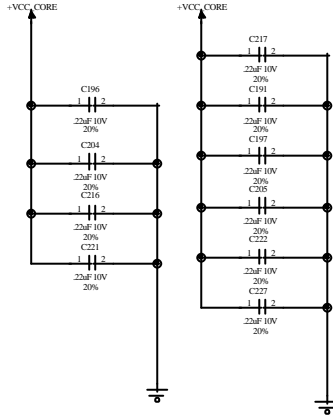 +VCC_CORE
C196
1 2
.22uF 10V
20%
C204
1 2
.22uF 10V
20%
C216
1 2
.22uF 10V
20%
C221
1 2
.22uF 10V
20%
+VCC_CORE
C217
1 2
.22uF 10V
20%
C191
1 2
.22uF 10V
20%
C197
1 2
.22uF 10V
20%
C205
1 2
.22uF 10V
20%
C222
1 2
.22uF 10V
20%
C227
1 2
.22uF 10V
20%